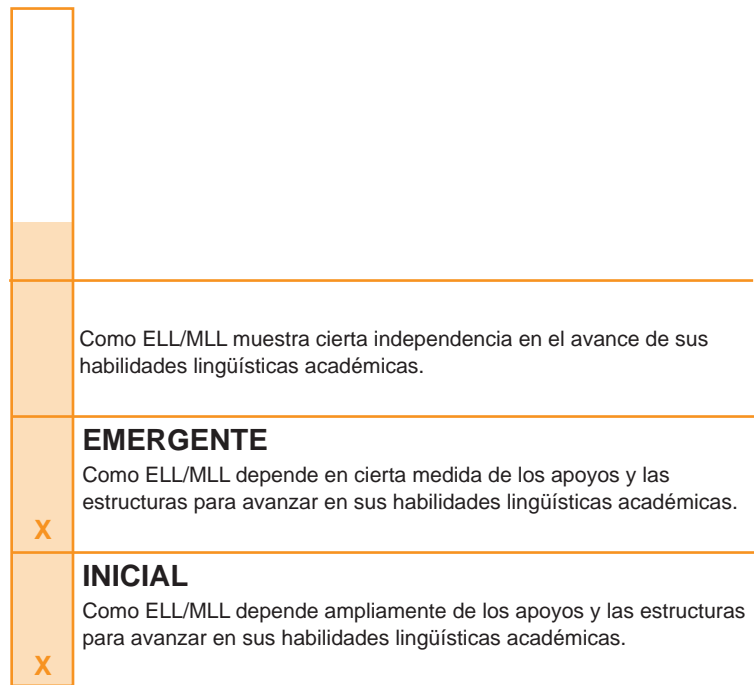 Como ELL/MLL muestra cierta independencia en el avance de sus
habilidades lingüísticas académicas.
EMERGENTE
Como ELL/MLL depende en cierta medida de los apoyos y las
estructuras para avanzar en sus habilidades lingüísticas académicas.
X
INICIAL
Como ELL/MLL depende ampliamente de los apoyos y las estructuras
para avanzar en sus habilidades lingüísticas académicas.
X